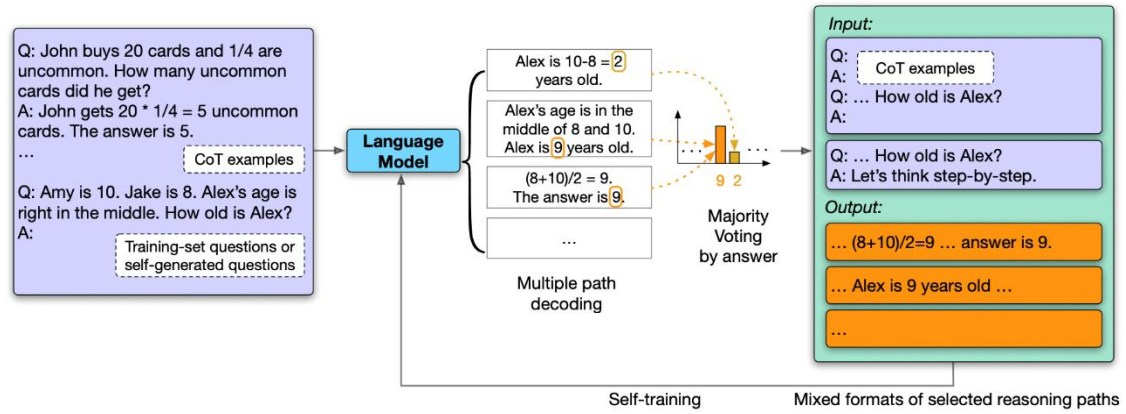 Q: John buys 20 cards and 1/4 are
uncommon. How many uncommon
cards did he get?
A: John gets 20 * 1/4 = 5 uncommon
cards. The answer is 5.
...
CoT examples
Q: Amy is 10. Jake is 8. Alex's age is
right in the middle. How old is Alex?
A:
Training-set questions or
self-generated questions
Language
Model
Alex is 10-8 = 2
years old.
Alex's age is in the
middle of 8 and 10.
Alex is 9 years old.
(8+10)/2 = 9.
The answer is 9.
...
Multiple path
decoding
... ...
9 2
Majority
Voting
by answer
Input:
Q:
A:
CoT examples
Q: ... How old is Alex?
A:
Q: ... How old is Alex?
A: Let's think step-by-step.
Output:
... (8+10)/2=9 ... answer is 9.
... Alex is 9 years old ...
...
Self-training
Mixed formats of selected reasoning paths